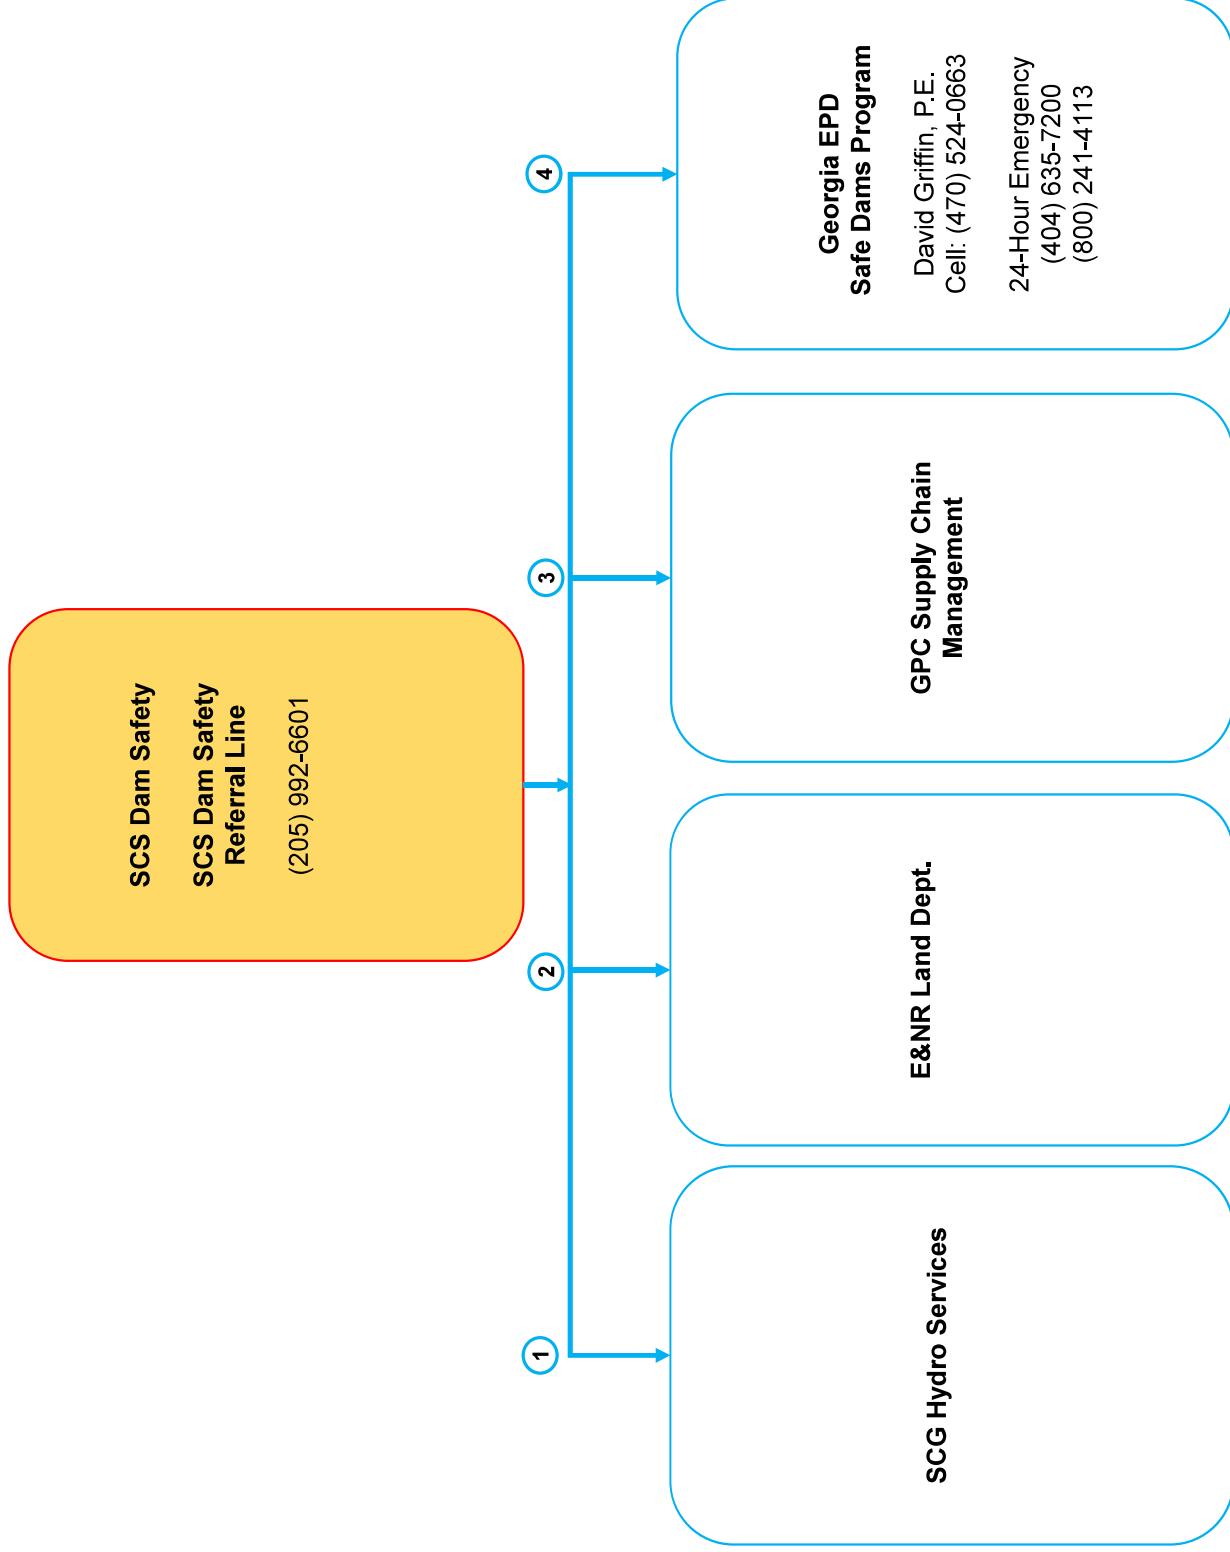 SCS Dam Safety
SCS Dam Safety
Referral Line
(205) 992-6601
1
2
3
4
SCG Hydro Services
E&NR Land Dept.
GPC Supply Chain
Management
Georgia EPD
Safe Dams Program
David Griffin, P.E.
Cell: (470) 524-0663
24-Hour Emergency
(404) 635-7200
(800) 241-4113